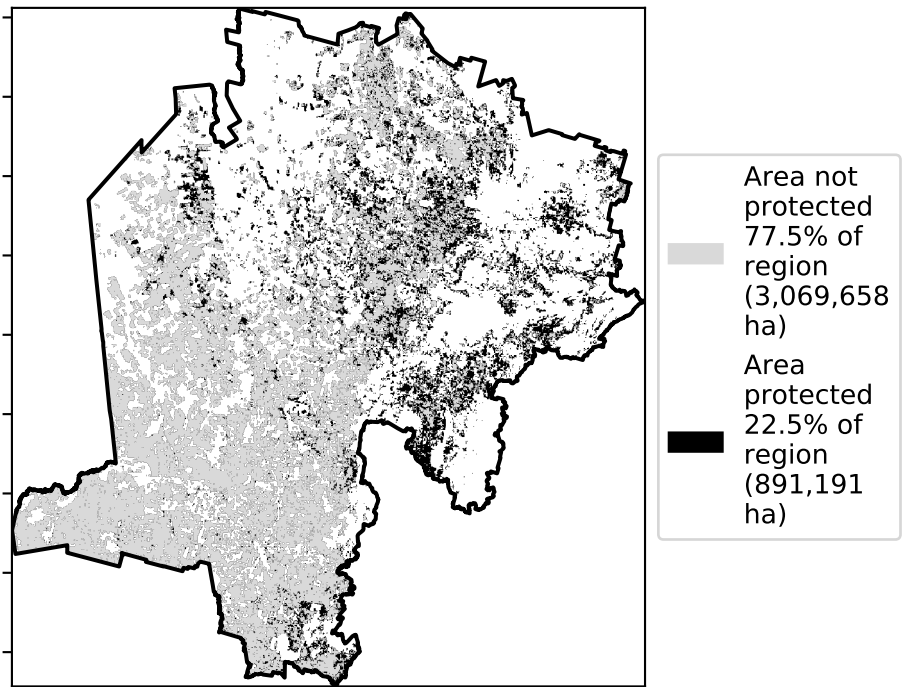 Area not
protected
77.5% of
region
(3,069,658
ha)
Area
protected
22.5% of
region
(891,191
ha)